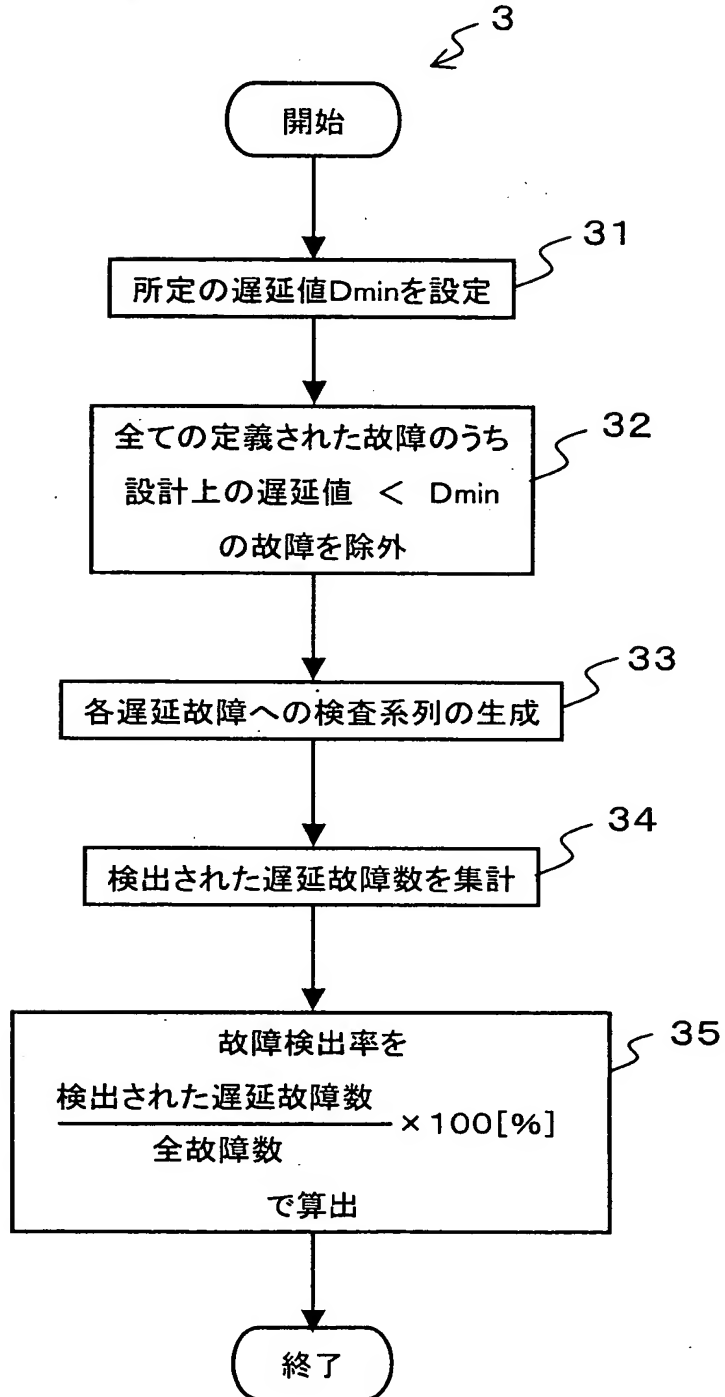 3
開始
31
所定の遅延値Dminを設定
32
全ての定義された故障のうち
設計上の遅延値 < Dmin
の故障を除外
33
各遅延故障への検査系列の生成
34
検出された遅延故障数を集計
35
故障検出率を
検出された遅延故障数
×100[%]
全故障数
で算出
終了